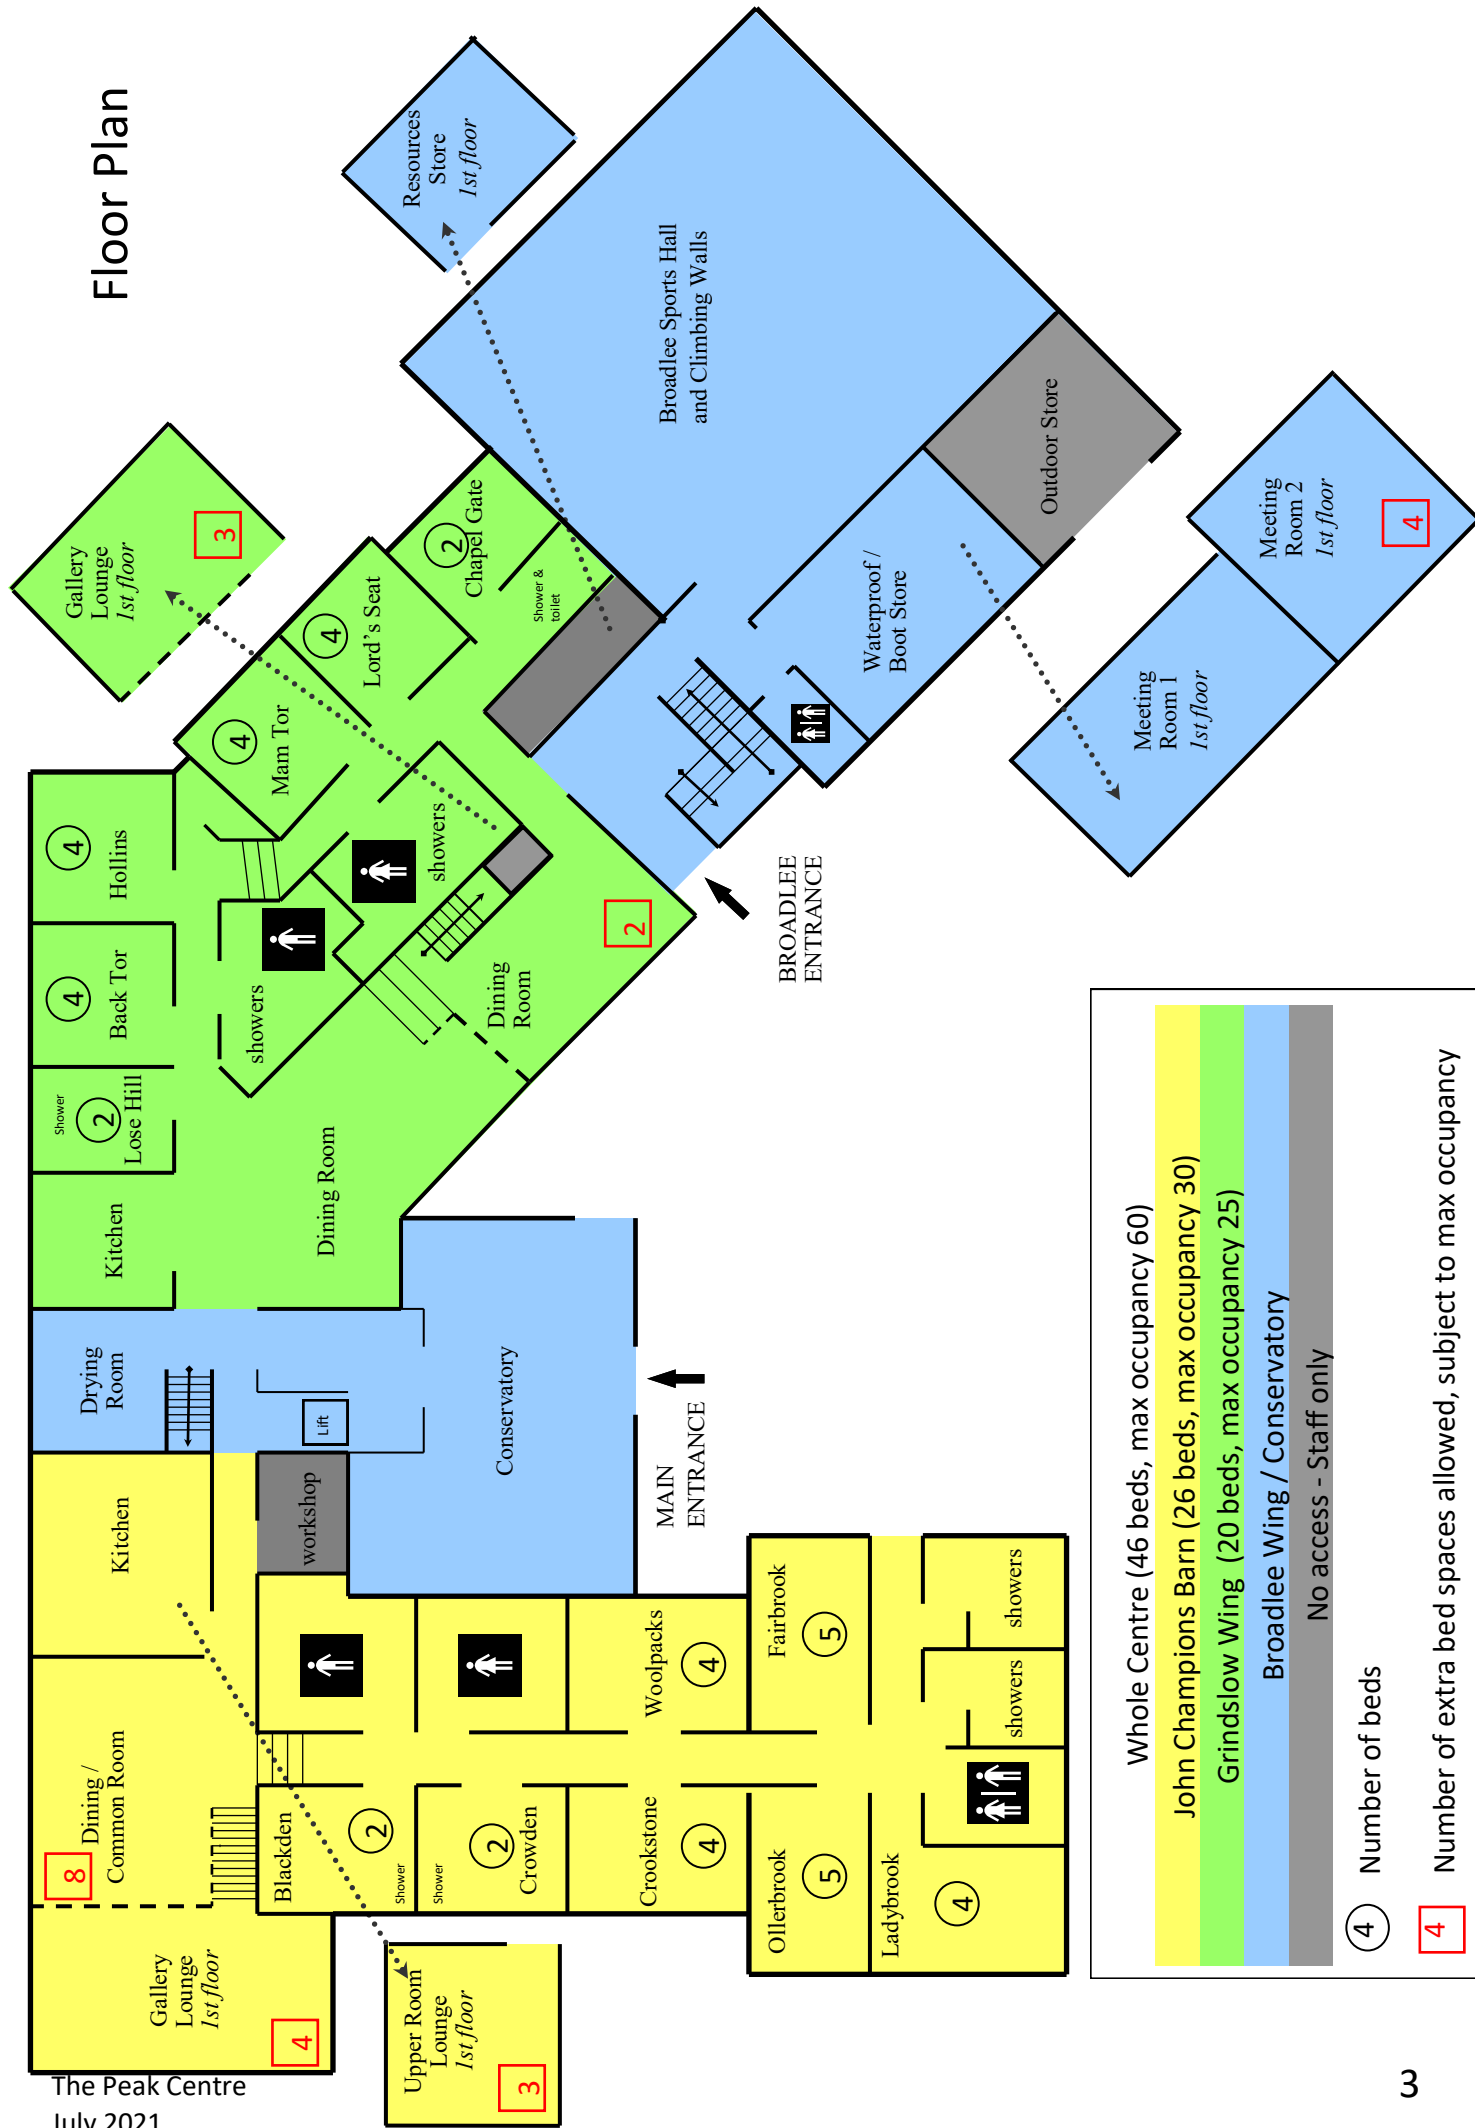 Floor Plan
Resources
Store
1st floor
Gallery
Lounge
1st floor
3
Broadlee Sports Hall
and Climbing Walls
Outdoor Store
Waterproof /
Boot Store
Meeting
Room 1
1st floor
Meeting
Room 2
1st floor
4
2
Chapel Gate
Shower &
toilet
4
Lord's Seat
4
Mam Tor
4
Hollins
4
Back Tor
Shower
2
Lose Hill
Kitchen
showers
showers
Dining
Room
2
Dining Room
BROADLEE
ENTRANCE
Drying
Room
Lift
Conservatory
MAIN
ENTRANCE
Kitchen
workshop
Dining /
Common Room
8
Gallery
Lounge
1st floor
4
Upper Room
Lounge
1st floor
3
Blackden
2
Shower
Shower
2
Crowden
Crookstone
4
Woolpacks
4
Fairbrook
5
Ollerbrook
5
Ladybrook
4
showers
showers
Whole Centre (46 beds, max occupancy 60)
John Champions Barn (26 beds, max occupancy 30)
Grindslow Wing (20 beds, max occupancy 25)
Broadlee Wing / Conservatory
No access - Staff only
4 Number of beds
4 Number of extra bed spaces allowed, subject to max occupancy
The Peak Centre
July 2021
3